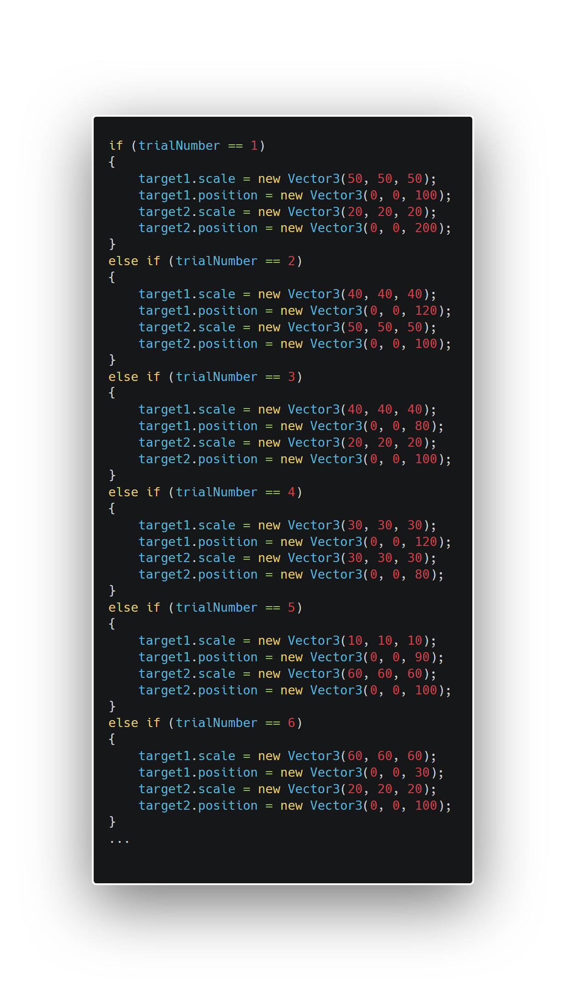 if (trialNumber == 1)
{
    target1.scale = new Vector3(50, 50, 50);
    target1.position = new Vector3(0, 0, 100);
    target2.scale = new Vector3(20, 20, 20);
    target2.position = new Vector3(0, 0, 200);
}
else if (trialNumber == 2)
{
    target1.scale = new Vector3(40, 40, 40);
    target1.position = new Vector3(0, 0, 120);
    target2.scale = new Vector3(50, 50, 50);
    target2.position = new Vector3(0, 0, 100);
}
else if (trialNumber == 3)
{
    target1.scale = new Vector3(40, 40, 40);
    target1.position = new Vector3(0, 0, 80);
    target2.scale = new Vector3(20, 20, 20);
    target2.position = new Vector3(0, 0, 100);
}
else if (trialNumber == 4)
{
    target1.scale = new Vector3(30, 30, 30);
    target1.position = new Vector3(0, 0, 120);
    target2.scale = new Vector3(30, 30, 30);
    target2.position = new Vector3(0, 0, 80);
}
else if (trialNumber == 5)
{
    target1.scale = new Vector3(10, 10, 10);
    target1.position = new Vector3(0, 0, 90);
    target2.scale = new Vector3(60, 60, 60);
    target2.position = new Vector3(0, 0, 100);
}
else if (trialNumber == 6)
{
    target1.scale = new Vector3(60, 60, 60);
    target1.position = new Vector3(0, 0, 30);
    target2.scale = new Vector3(20, 20, 20);
    target2.position = new Vector3(0, 0, 100);
}
...